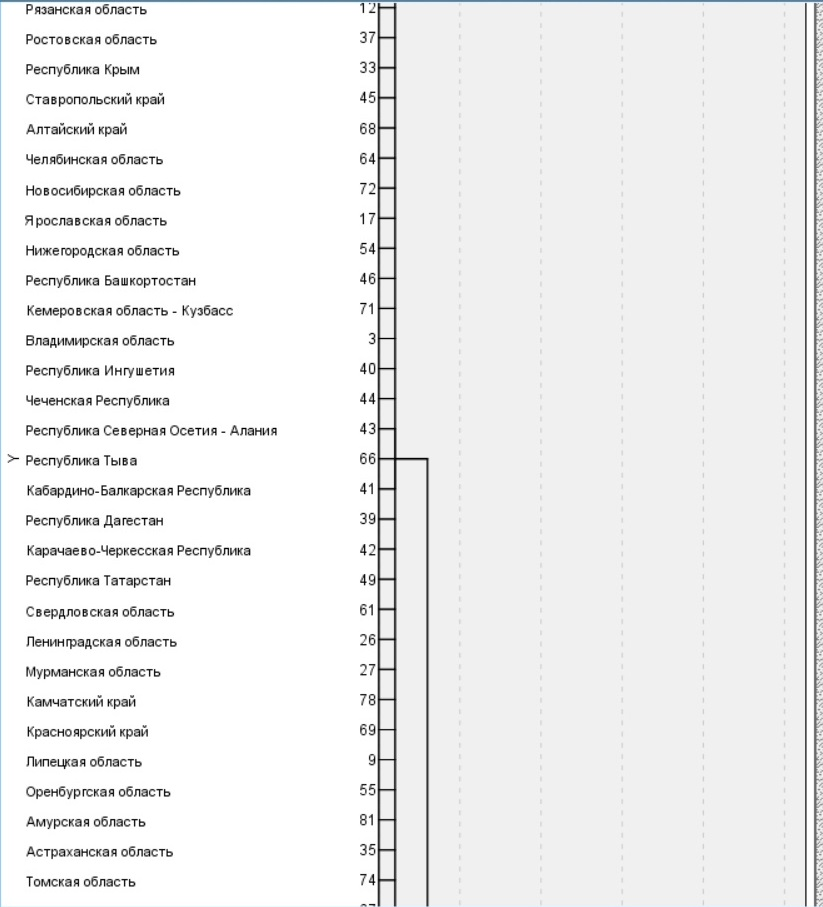 Рязанская область 12
Ростовская область 37
Республика Крым 33
Ставропольский край 45
Алтайский край 68
Челябинская область 64
Новосибирская область 72
Ярославская область 17
Нижегородская область 54
Республика Башкортостан 46
Кемеровская область - Кузбасс 71
Владимирская область 3
Республика Ингушетия 40
Чеченская Республика 44
Республика Северная Осетия - Алания 43
Y Республика Тыва 66
Кабардино-Балкарская Республика 41
Республика Дагестан 39
Карачаево-Черкесская Республика 42
Республика Татарстан 49
Свердловская область 61
Ленинградская область 26
Мурманская область 27
Камчатский край 78
Красноярский край 69
Липецкая область 9
Оренбургская область 55
Амурская область 81
Астраханская область 35
Томская область 74